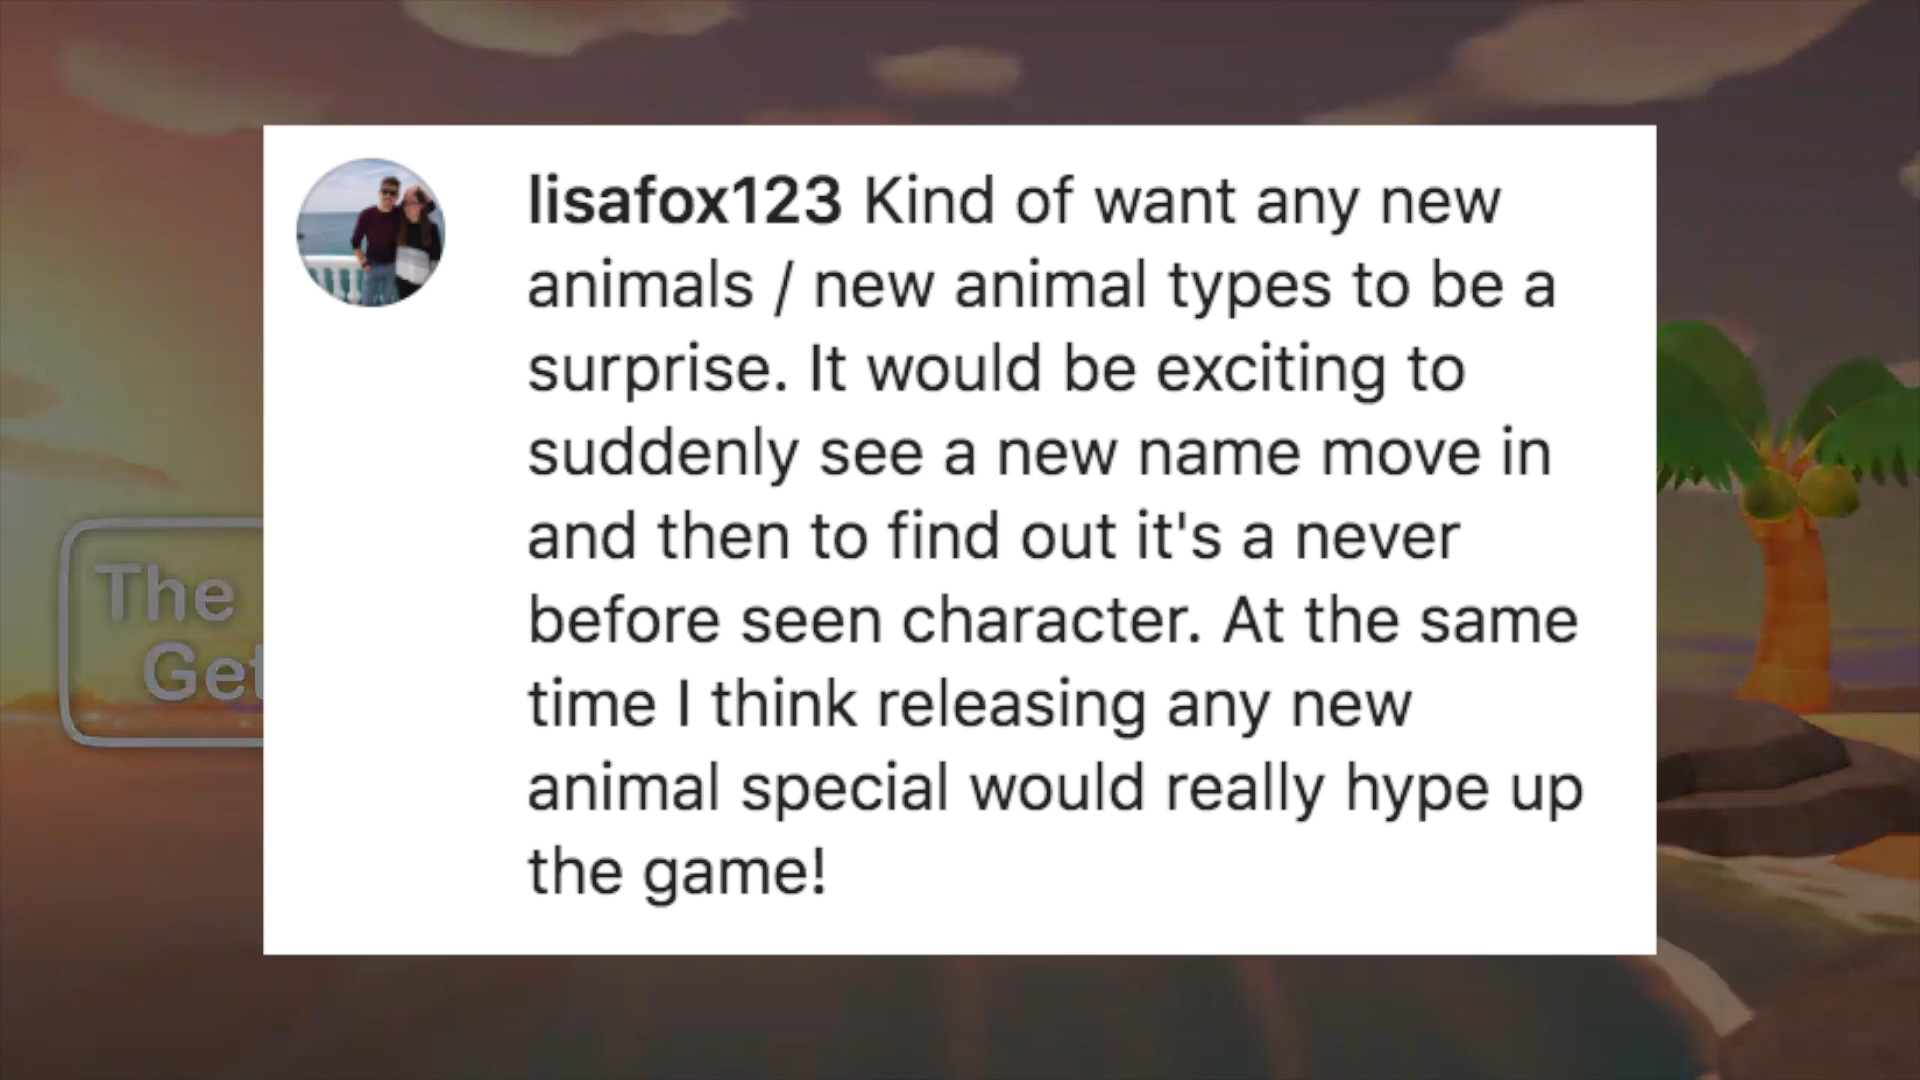 lisafox123 Kind of want any new
animals / new animal types to be a
surprise. It would be exciting to
suddenly see a new name move in
and then to find out it's a never
before seen character. At the same
time I think releasing any new
animal special would really hype up
the game!
The
Get